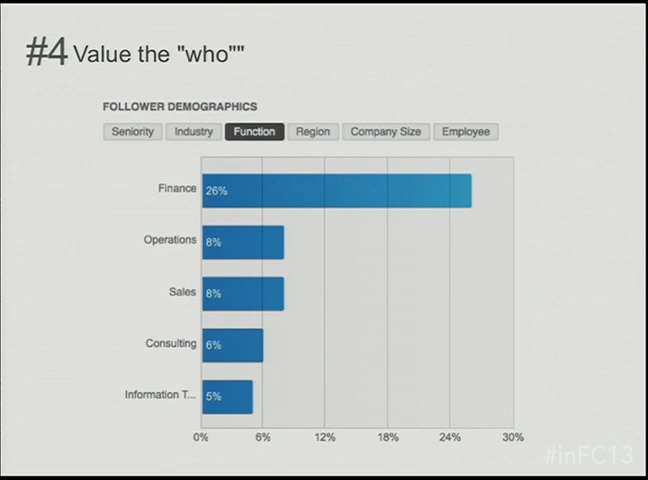 #4 Value the "who""
FOLLOWER DEMOGRAPHICS
Seniority Industry Function Region Company Size Employee
Finance 26%
Operations 8%
Sales 8%
Consulting 6%
Information T... 5%
0% 6% 12% 18% 24% 30%
#inFC13